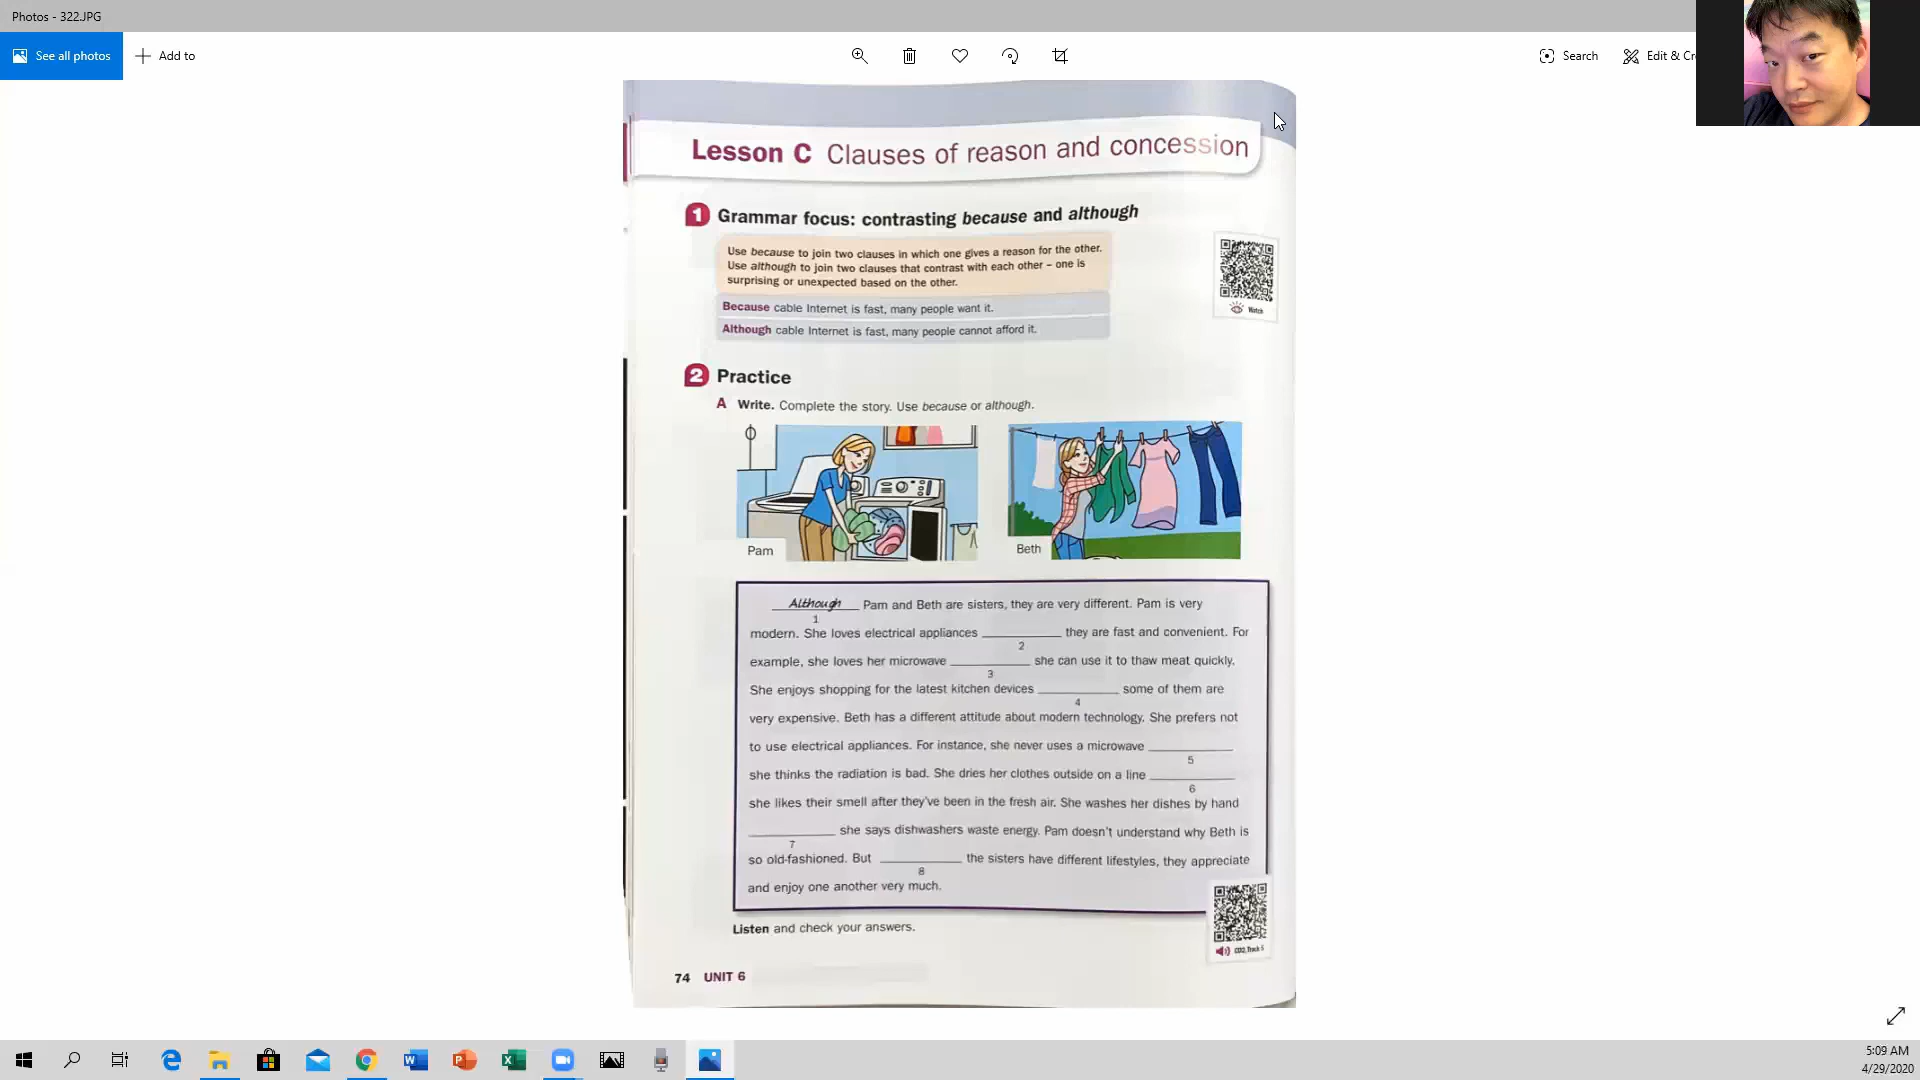 Photos - 322.JPG
See all photos
Add to
Search
Edit & Cr
Lesson C Clauses of reason and concession
1 Grammar focus: contrasting because and although
Use because to join two clauses in which one gives a reason for the other.
Use although to join two clauses that contrast with each other – one is
surprising or unexpected based on the other.
Because cable Internet is fast, many people want it.
Although cable Internet is fast, many people cannot afford it.
Watch
2 Practice
A Write. Complete the story. Use because or although.
Pam
Beth
Although Pam and Beth are sisters, they are very different. Pam is very
1
modern. She loves electrical appliances ____ they are fast and convenient. For
2
example, she loves her microwave ____ she can use it to thaw meat quickly.
3
She enjoys shopping for the latest kitchen devices ____ some of them are
4
very expensive. Beth has a different attitude about modern technology. She prefers not
to use electrical appliances. For instance, she never uses a microwave ____
5
she thinks the radiation is bad. She dries her clothes outside on a line ____
6
she likes their smell after they've been in the fresh air. She washes her dishes by hand
____ she says dishwashers waste energy. Pam doesn't understand why Beth is
7
so old-fashioned. But ____ the sisters have different lifestyles, they appreciate
8
and enjoy one another very much.
Listen and check your answers.
CD2, Track 5
74 UNIT 6
5:09 AM
4/29/2020